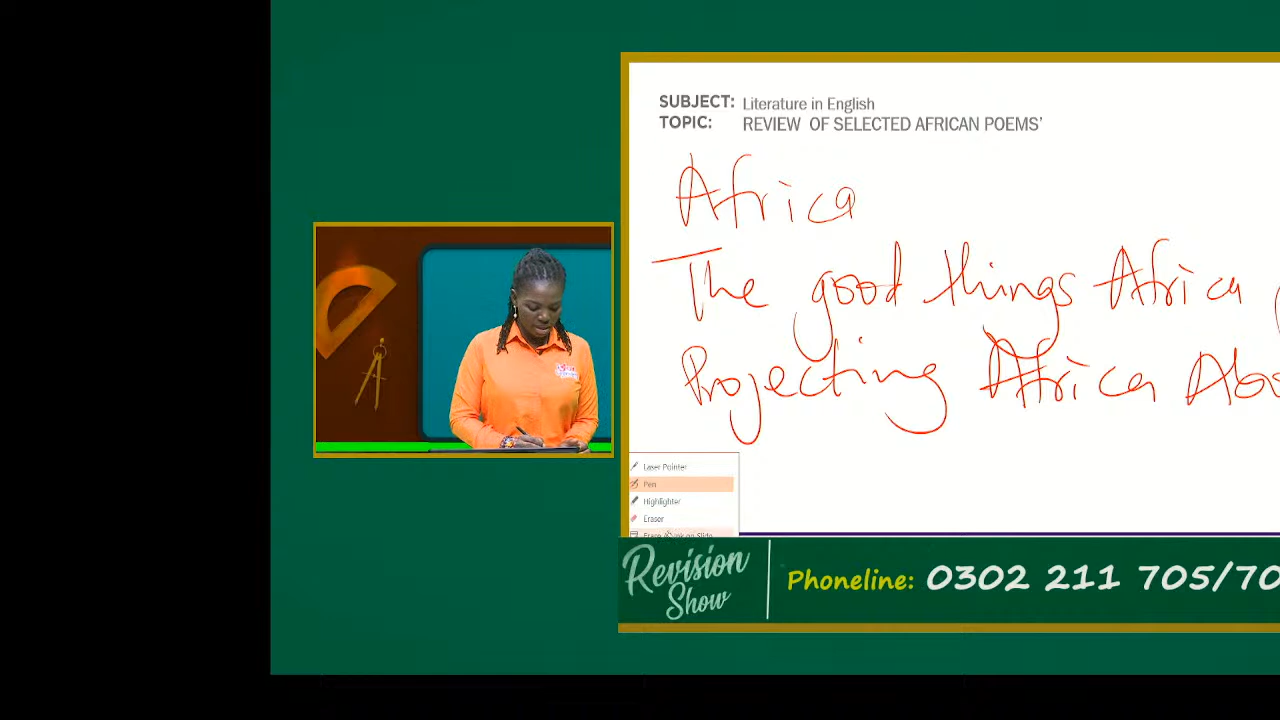 SUBJECT: Literature in English
TOPIC: REVIEW OF SELECTED AFRICAN POEMS'
Africa
The good things Africa
Projecting Africa
Laser Pointer
Pen
Highlighter
Eraser
Revision Show
Phoneline: 0302 211 705/70